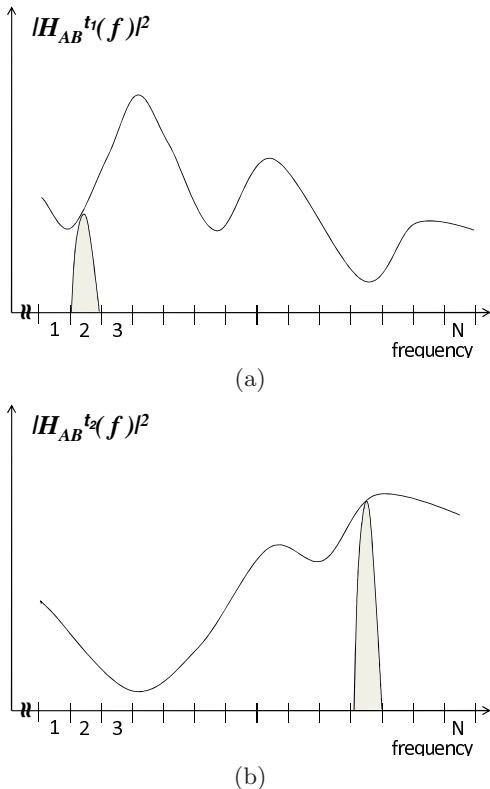 |H_AB^t₁(f)|²
1 2 3 N
frequency
(a)
|H_AB^t₂(f)|²
1 2 3 N
frequency
(b)